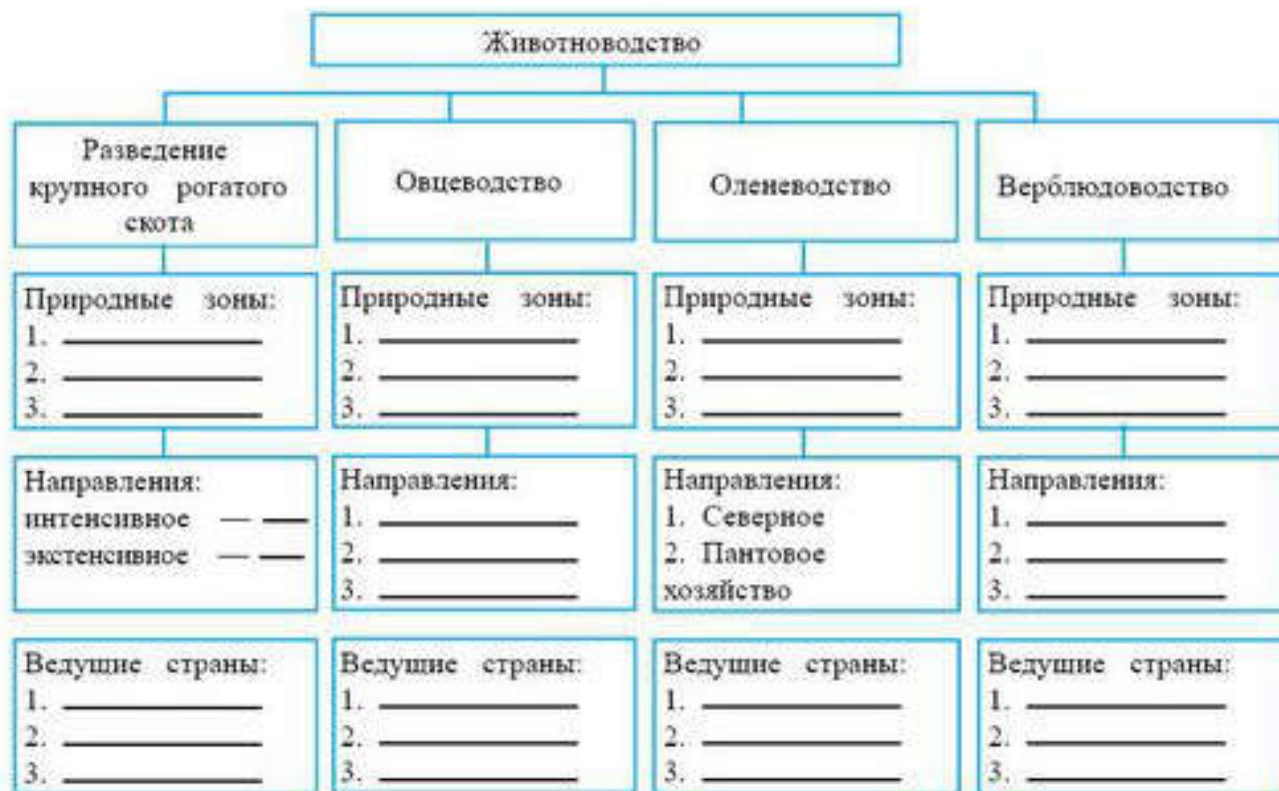 Животноводство
Разведение
крупного рогатого
скота
Овцеводство
Оленеводство
Верблюдоводство
Природные зоны:
1.
2.
3.
Природные зоны:
1.
2.
3.
Природные зоны:
1.
2.
3.
Природные зоны:
1.
2.
3.
Направления:
интенсивное — —
экстенсивное — —
Направления:
1.
2.
3.
Направления:
1. Северное
2. Пантовое
хозяйство
Направления:
1.
2.
3.
Ведущие страны:
1.
2.
3.
Ведущие страны:
1.
2.
3.
Ведущие страны:
1.
2.
3.
Ведущие страны:
1.
2.
3.